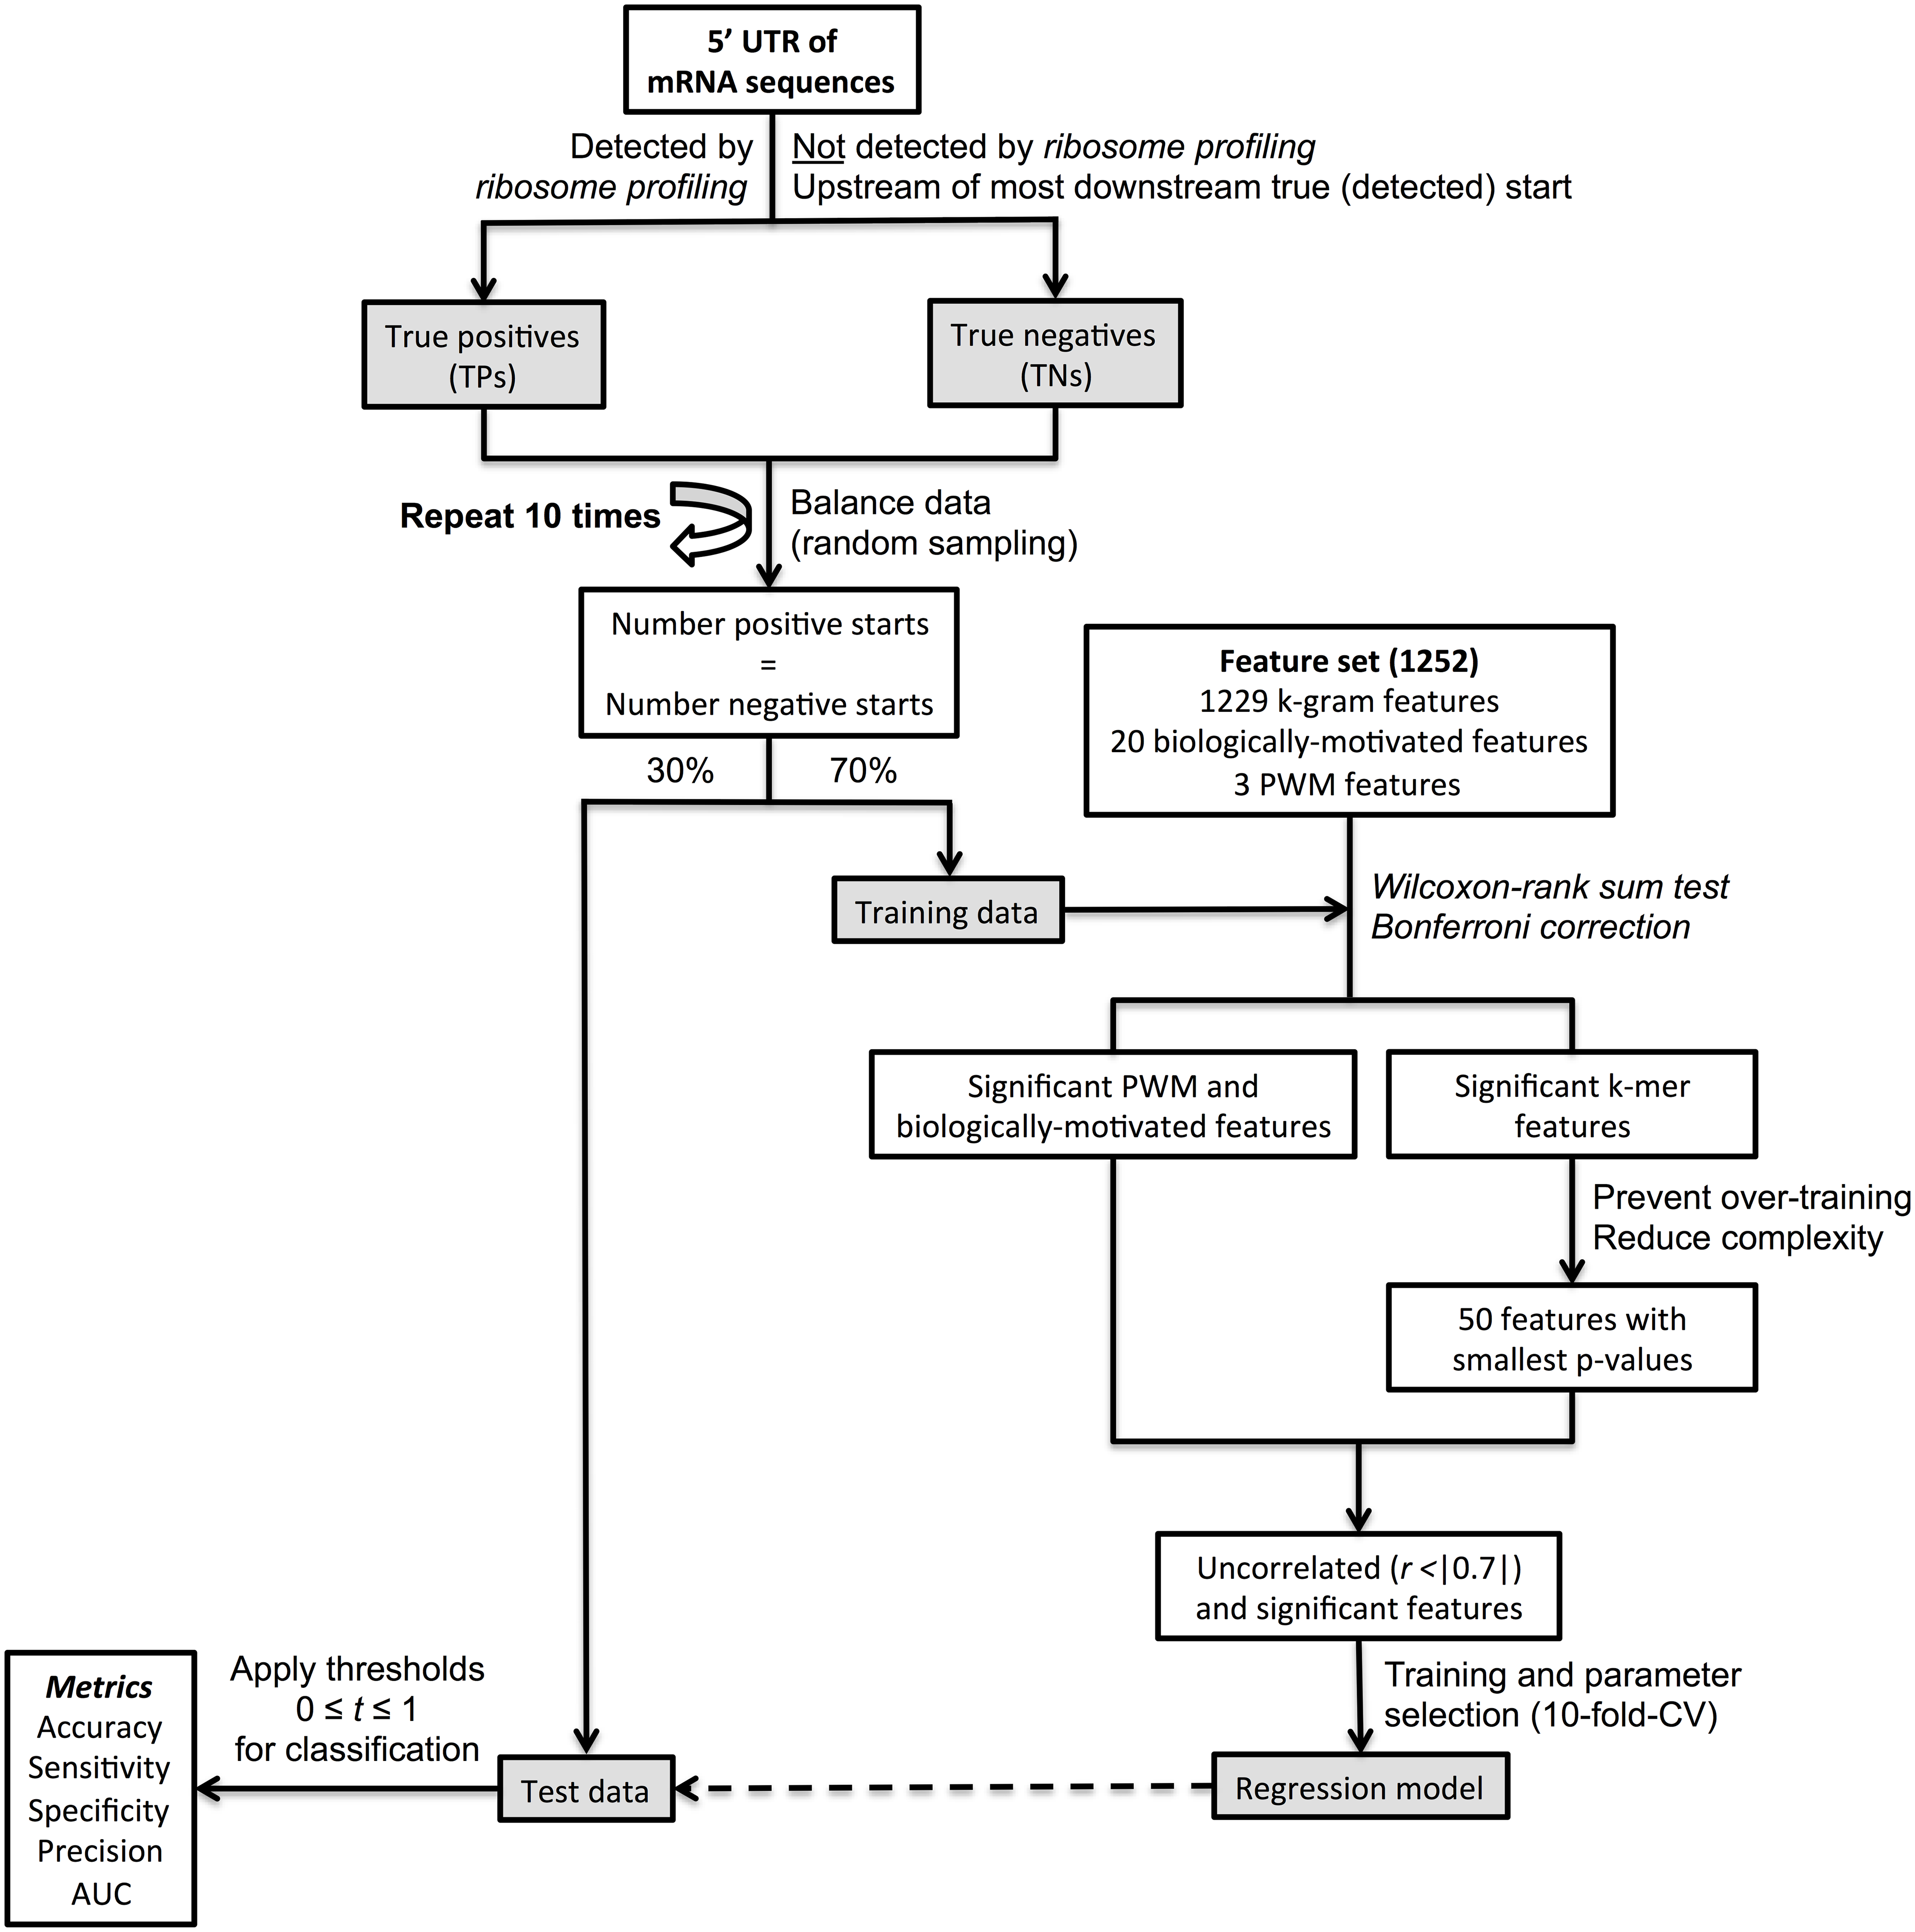 5’ UTR of
mRNA sequences
Detected by
ribosome profiling
Not detected by ribosome profiling
Upstream of most downstream true (detected) start
True positives
(TPs)
True negatives
(TNs)
Repeat 10 times
Balance data
(random sampling)
Number positive starts
=
Number negative starts
30%
70%
Feature set (1252)
1229 k-gram features
20 biologically-motivated features
3 PWM features
Training data
Wilcoxon-rank sum test
Bonferroni correction
Significant PWM and
biologically-motivated features
Significant k-mer
features
Prevent over-training
Reduce complexity
50 features with
smallest p-values
Uncorrelated (r <|0.7|)
and significant features
Training and parameter
selection (10-fold-CV)
Regression model
Test data
Apply thresholds
0 ≤ t ≤ 1
for classification
Metrics
Accuracy
Sensitivity
Specificity
Precision
AUC